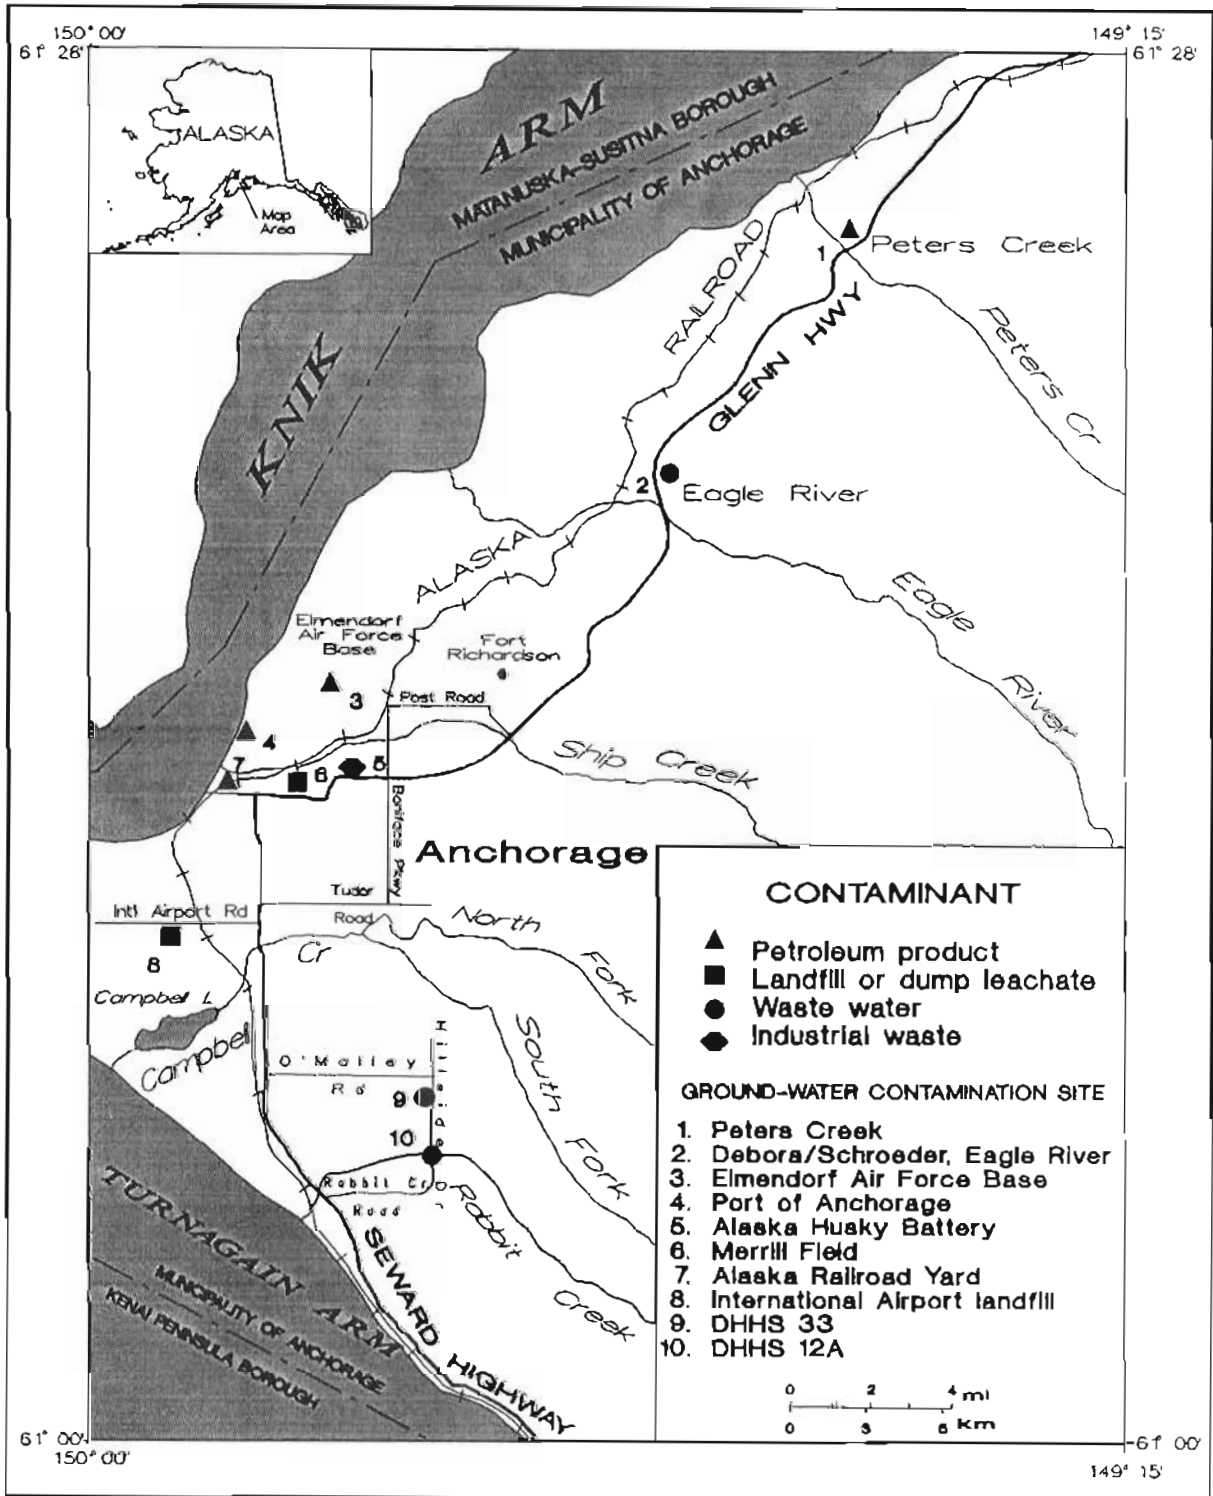 150° 00'
149° 15'
61° 28'
61° 28'
ALASKA
Map
Area
KNIK
ARM
MATANUSKA-SUSITNA BOROUGH
MUNICIPALITY OF ANCHORAGE
RAILROAD
1
Peters Creek
GLENN HWY
Peters Cr
2
Eagle River
ALASKA
Eagle
River
Elmendorf
Air Force
Base
3
Fort
Richardson
Post Road
4
7
6
5
Ship Creek
Boniface Pkwy
Anchorage
Tudor
Road
Intl Airport Rd
8
Campbell L
Campbell
Cr
North
Fork
South
Fork
O'Malley
Rd
Hillside
Dr
9
10
Rabbit Cr
Road
Rabbit
Creek
TURNAGAIN ARM
MUNICIPALITY OF ANCHORAGE
KENAI PENINSULA BOROUGH
SEWARD HIGHWAY
CONTAMINANT
Petroleum product
Landfill or dump leachate
Waste water
Industrial waste
GROUND-WATER CONTAMINATION SITE
1. Peters Creek
2. Debora/Schroeder, Eagle River
3. Elmendorf Air Force Base
4. Port of Anchorage
5. Alaska Husky Battery
6. Merrill Field
7. Alaska Railroad Yard
8. International Airport landfill
9. DHHS 33
10. DHHS 12A
0 2 4 mi
0 3 6 km
61° 00'
150° 00'
61° 00'
149° 15'